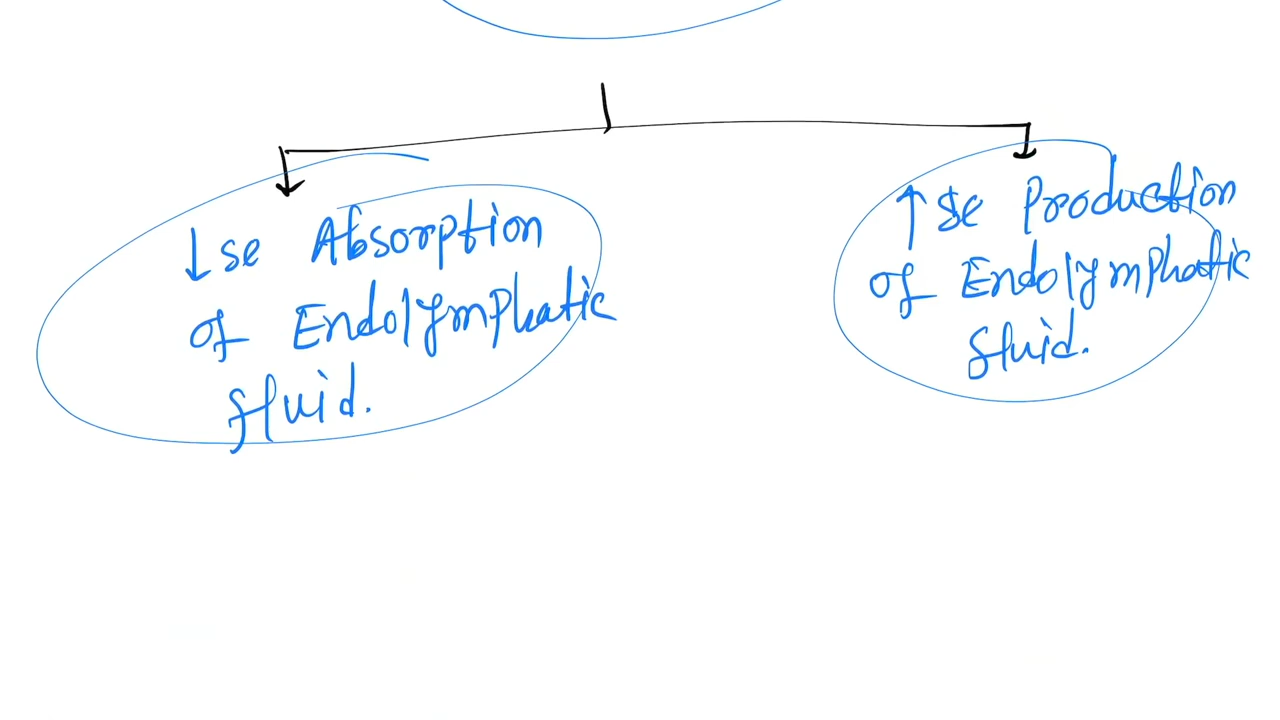 ↓se Absorption
of Endolymphatic
fluid.
↑se Production
of Endolymphatic
fluid.